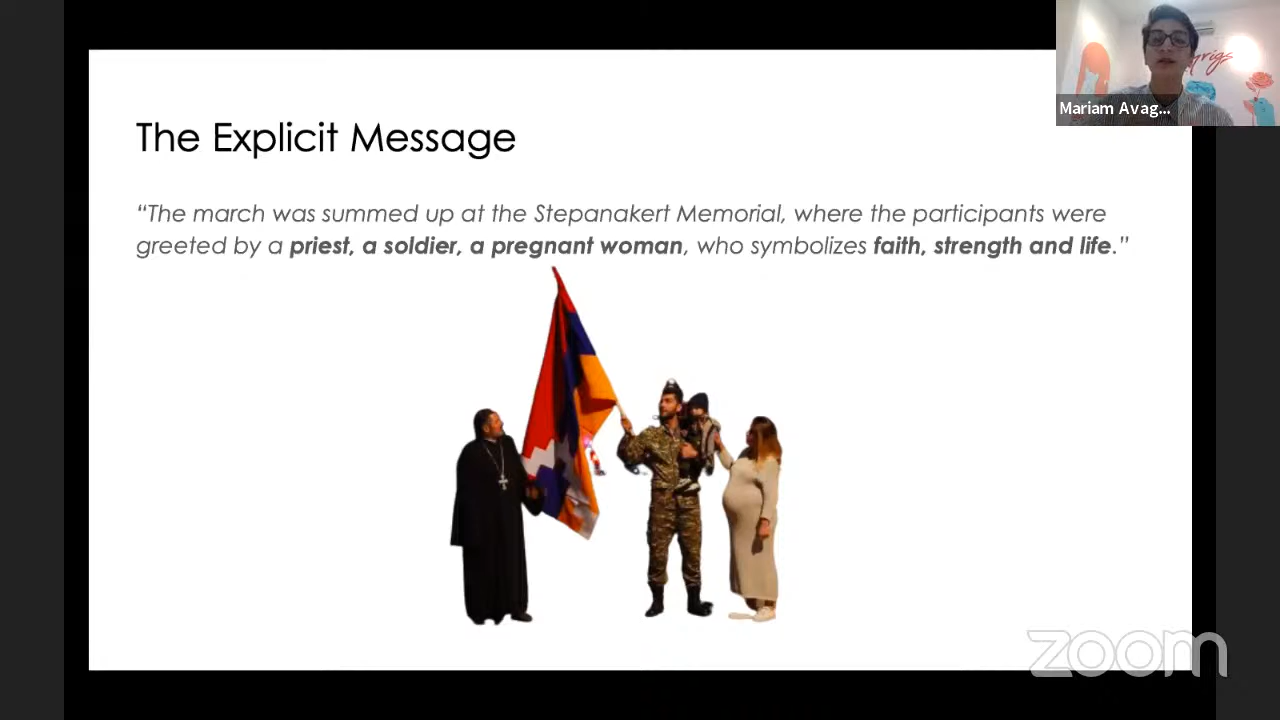 The Explicit Message
“The march was summed up at the Stepanakert Memorial, where the participants were
greeted by a priest, a soldier, a pregnant woman, who symbolizes faith, strength and life.”
Mariam Avag...
zoom